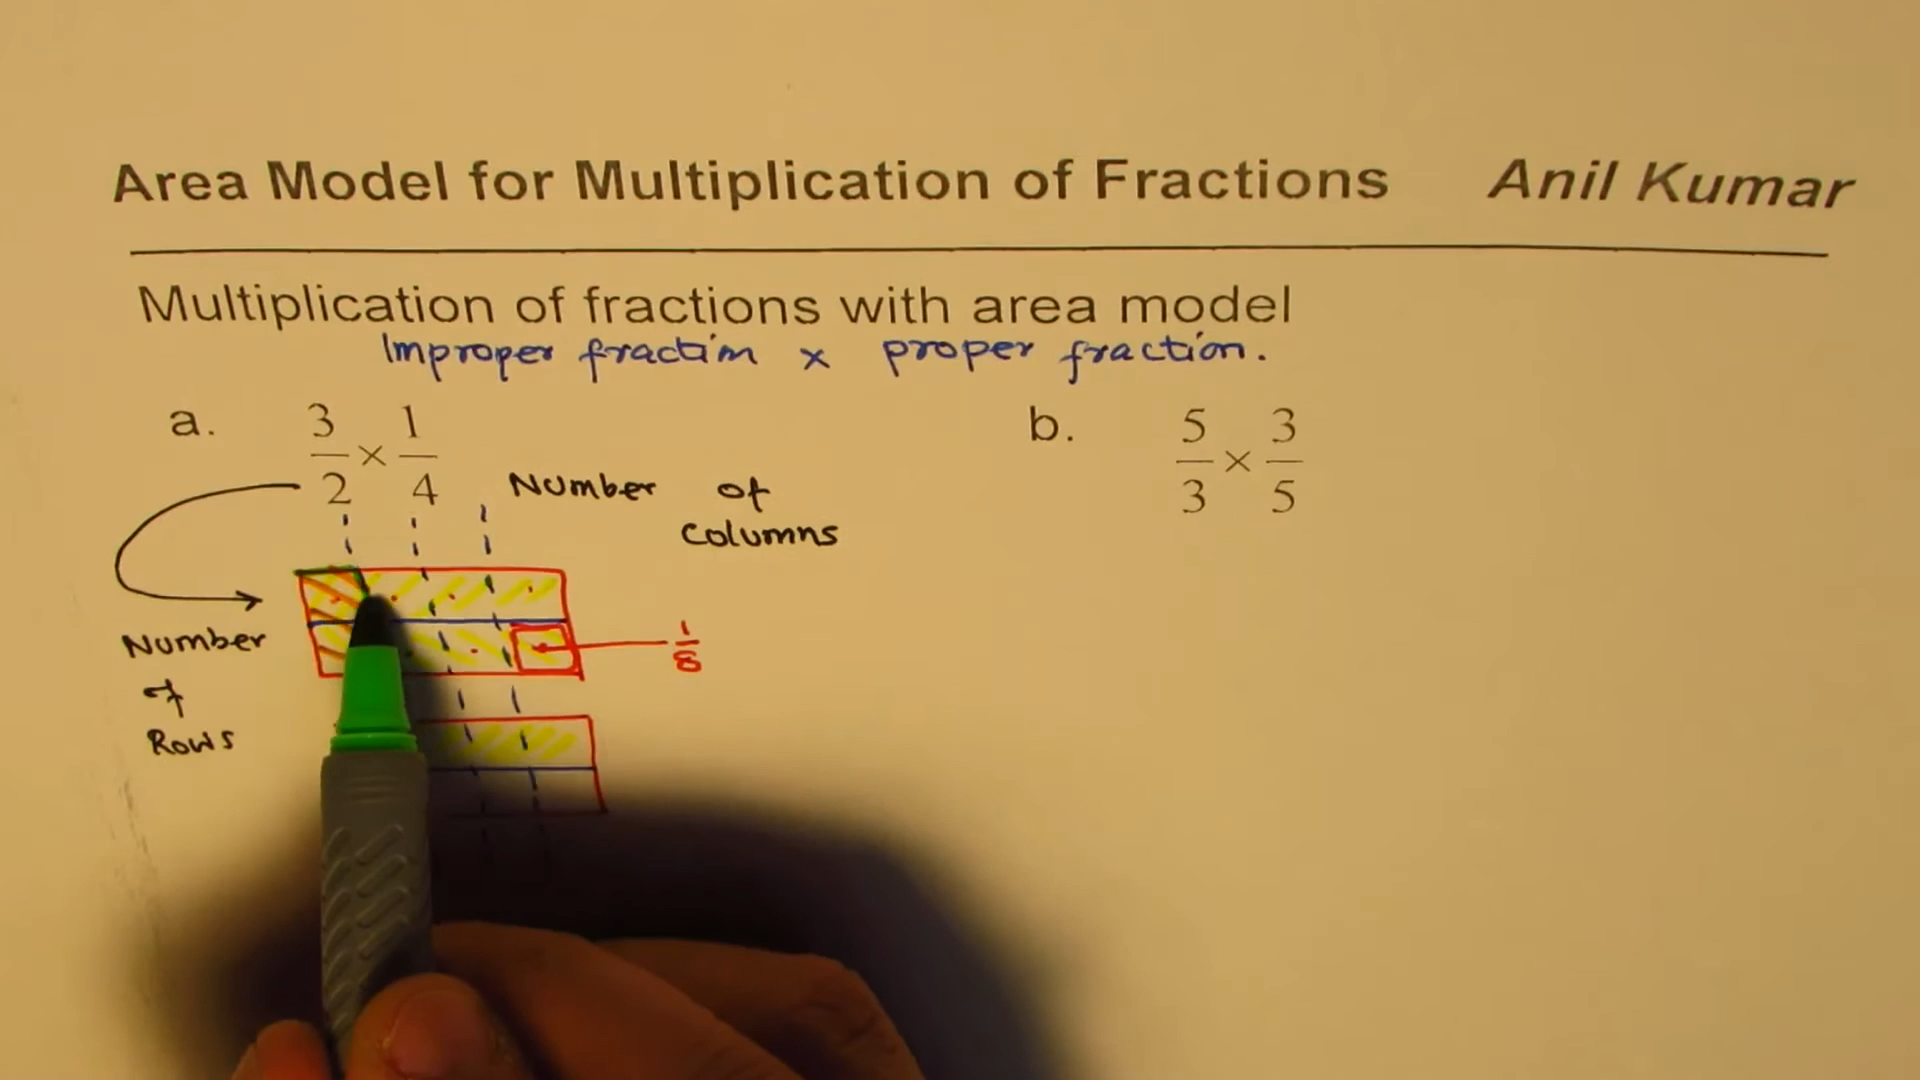 Area Model for Multiplication of Fractions Anil Kumar
Multiplication of fractions with area model
Improper fraction x proper fraction.
a. 3/2 × 1/4
b. 5/3 × 3/5
Number of
Columns
Number
of
Rows
1/8